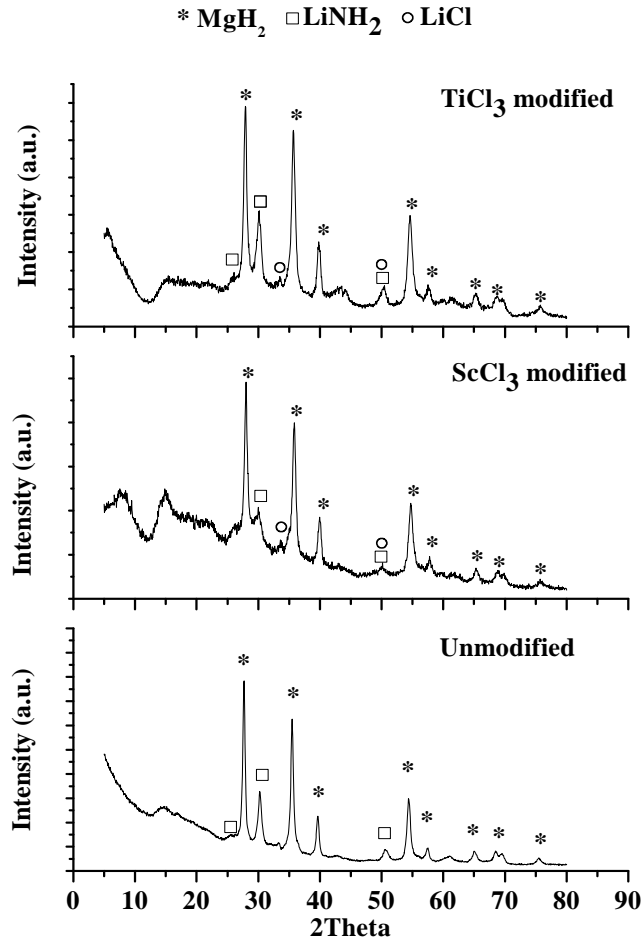 * MgH2 □ LiNH2 ○ LiCl
TiCl3 modified
Intensity (a.u.)
ScCl3 modified
Intensity (a.u.)
Unmodified
Intensity (a.u.)
0 10 20 30 40 50 60 70 80 90
2Theta